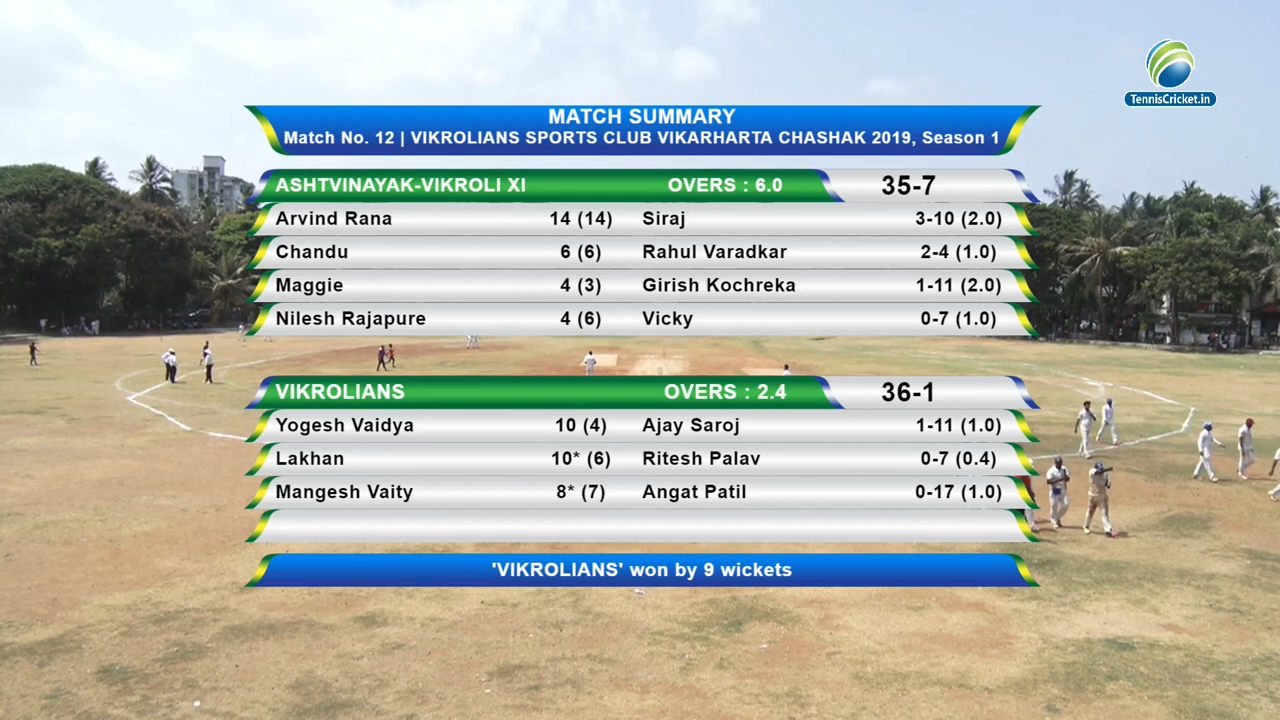 TennisCricket.in
MATCH SUMMARY
Match No. 12 | VIKROLIANS SPORTS CLUB VIKARHARTA CHASHAK 2019, Season 1
ASHTVINAYAK-VIKROLI XI OVERS : 6.0 35-7
Arvind Rana 14 (14) Siraj 3-10 (2.0)
Chandu 6 (6) Rahul Varadkar 2-4 (1.0)
Maggie 4 (3) Girish Kochreka 1-11 (2.0)
Nilesh Rajapure 4 (6) Vicky 0-7 (1.0)
VIKROLIANS OVERS : 2.4 36-1
Yogesh Vaidya 10 (4) Ajay Saroj 1-11 (1.0)
Lakhan 10* (6) Ritesh Palav 0-7 (0.4)
Mangesh Vaity 8* (7) Angat Patil 0-17 (1.0)
'VIKROLIANS' won by 9 wickets